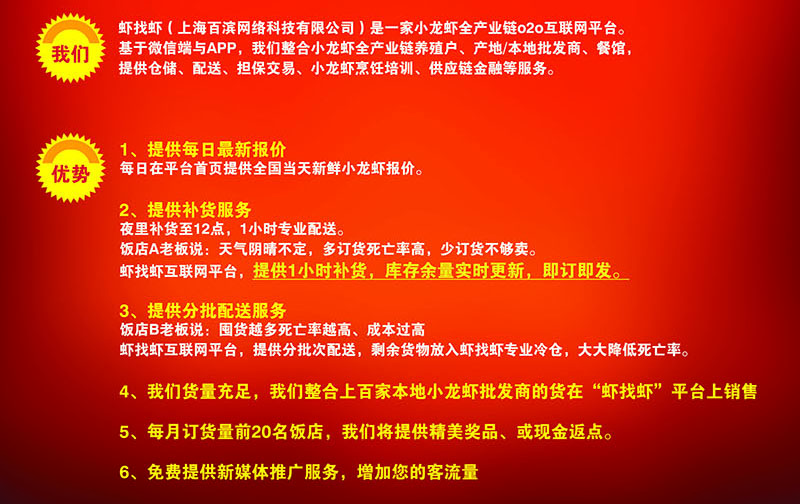 我们
虾找虾（上海百滨网络科技有限公司）是一家小龙虾全产业链o2o互联网平台。
基于微信端与APP，我们整合小龙虾全产业链养殖户、产地/本地批发商、餐馆，
提供仓储、配送、担保交易、小龙虾烹饪培训、供应链金融等服务。
优势
1、提供每日最新报价
每日在平台首页提供全国当天新鲜小龙虾报价。
2、提供补货服务
夜里补货至12点，1小时专业配送。
饭店A老板说：天气阴晴不定，多订货死亡率高，少订货不够卖。
虾找虾互联网平台，提供1小时补货，库存余量实时更新，即订即发。
3、提供分批配送服务
饭店B老板说：囤货越多死亡率越高、成本过高
虾找虾互联网平台，提供分批次配送，剩余货物放入虾找虾专业冷仓，大大降低死亡率。
4、我们货量充足，我们整合上百家本地小龙虾批发商的货在“虾找虾”平台上销售
5、每月订货量前20名饭店，我们将提供精美奖品、或现金返点。
6、免费提供新媒体推广服务，增加您的客流量